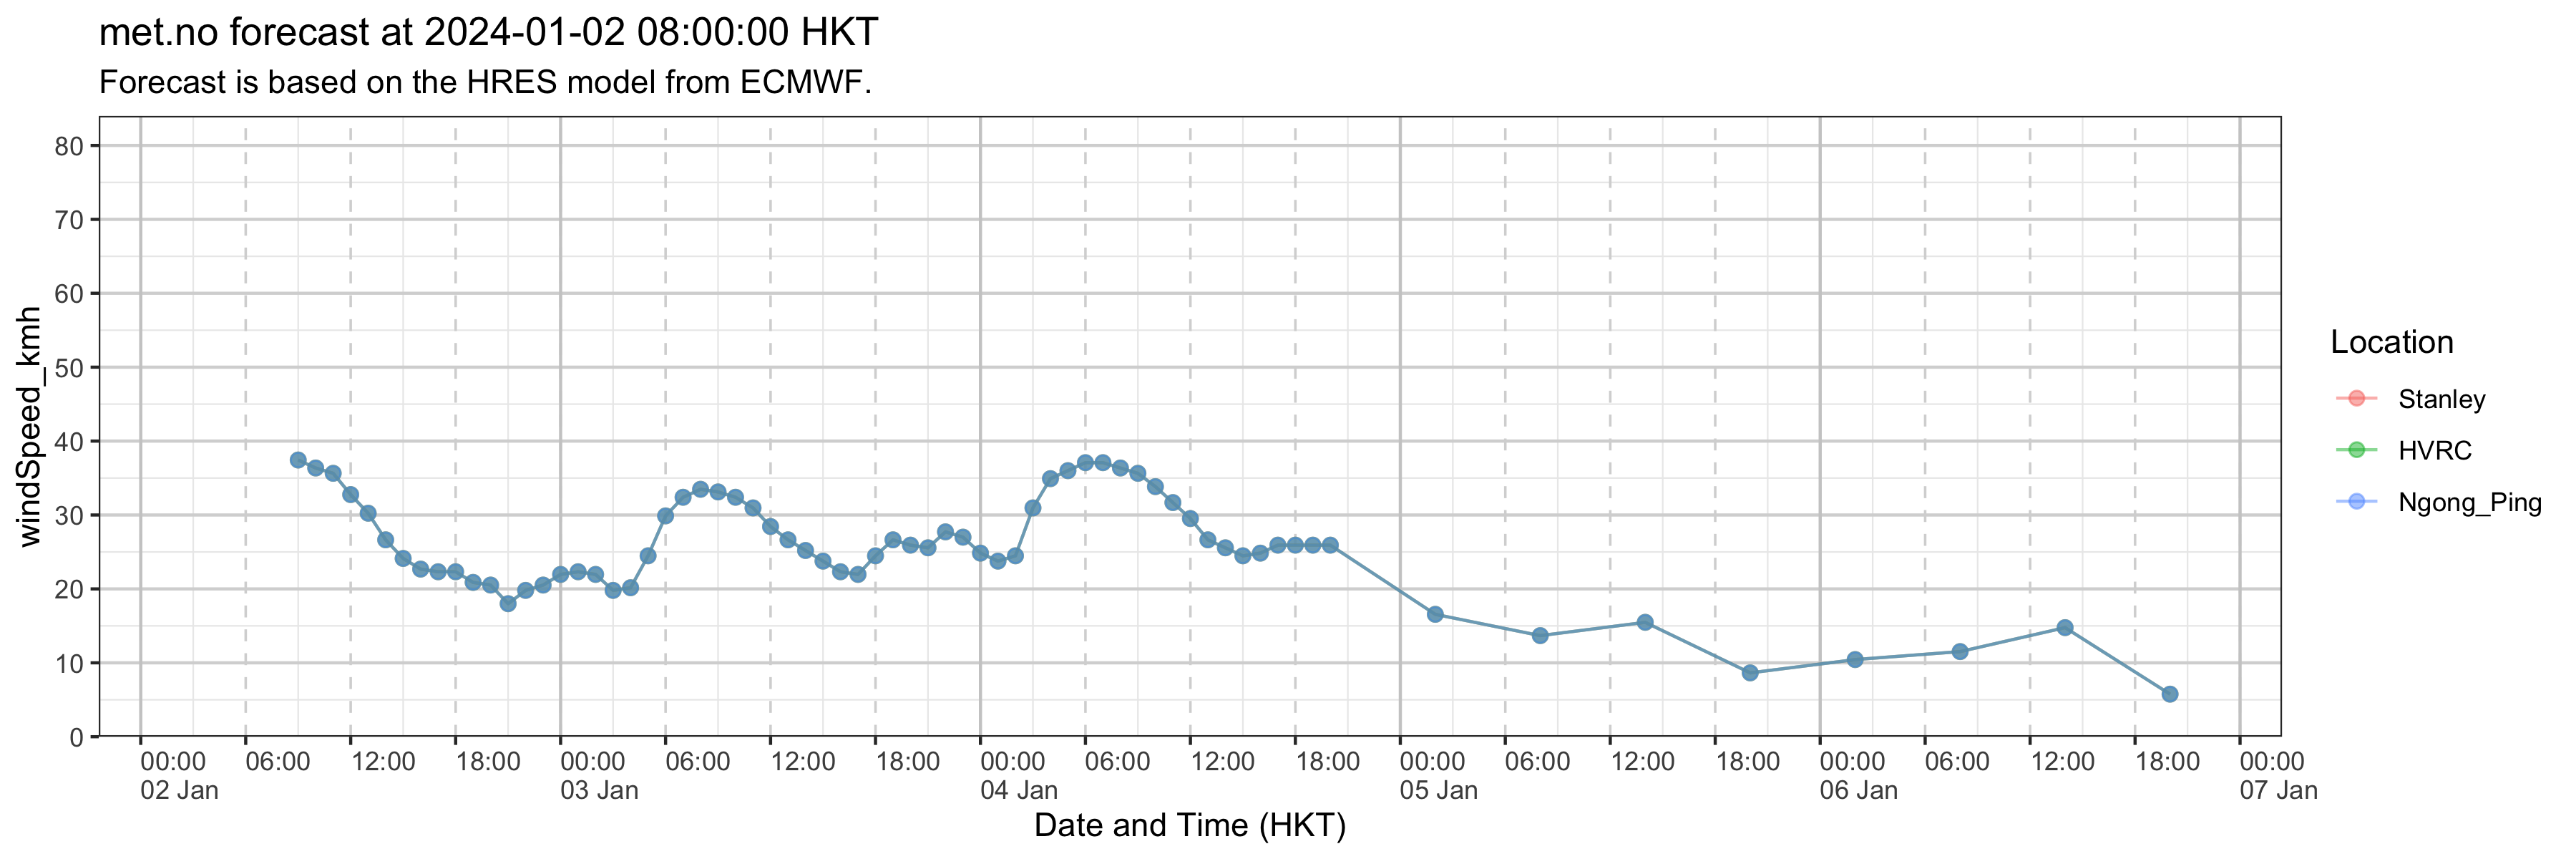 met.no forecast at 2024-01-02 08:00:00 HKT
Forecast is based on the HRES model from ECMWF.
windSpeed_kmh
80
70
60
50
40
30
20
10
0
00:00 06:00 12:00 18:00 00:00 06:00 12:00 18:00 00:00 06:00 12:00 18:00 00:00 06:00 12:00 18:00 00:00 06:00 12:00 18:00 00:00
02 Jan 03 Jan 04 Jan 05 Jan 06 Jan 07 Jan
Date and Time (HKT)
Location
Stanley
HVRC
Ngong_Ping